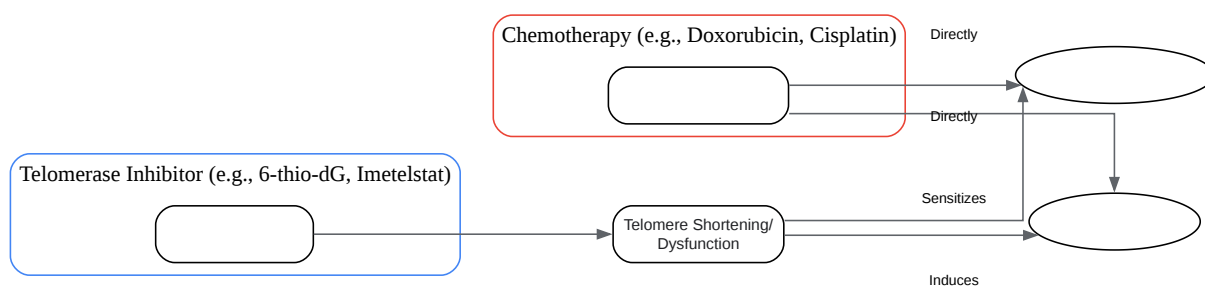 Chemotherapy (e.g., Doxorubicin, Cisplatin)
Directly
Directly
Telomerase Inhibitor (e.g., 6-thio-dG, Imetelstat)
Telomere Shortening/
Dysfunction
Sensitizes
Induces